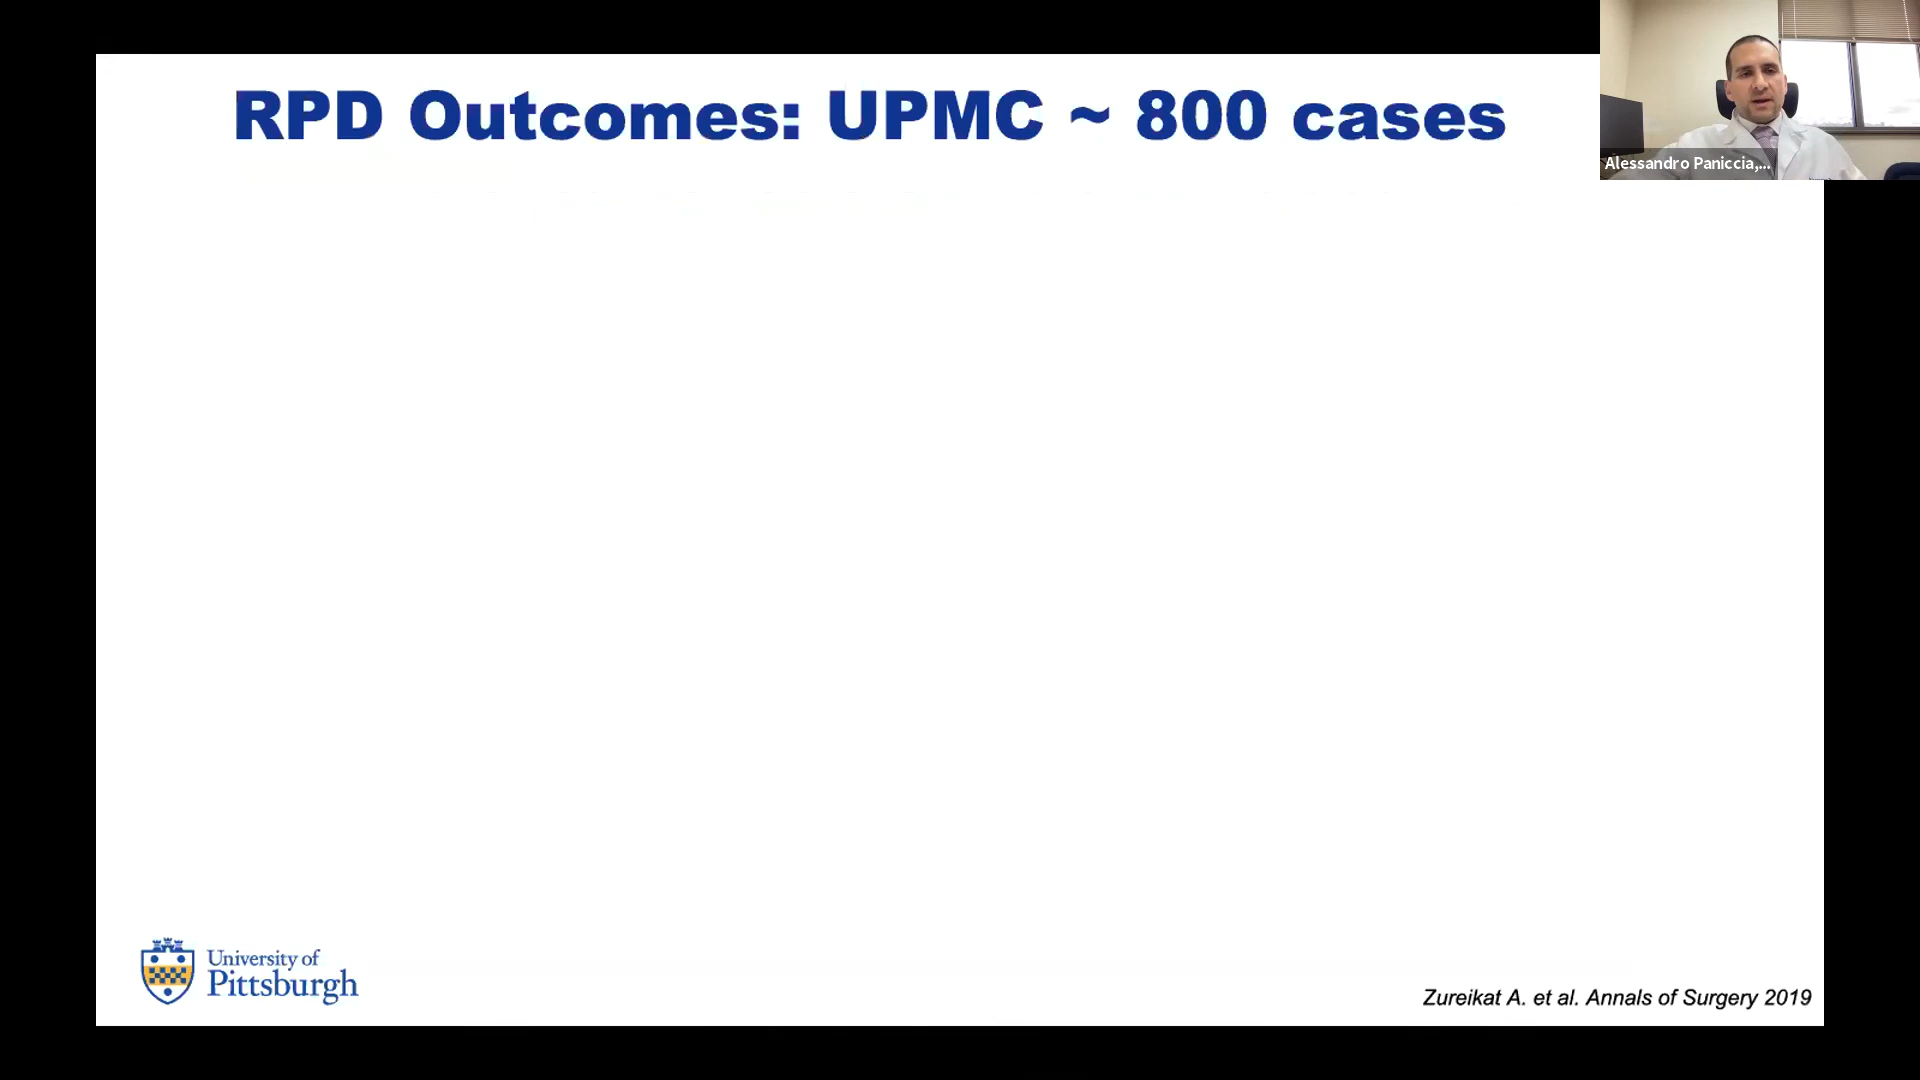 RPD Outcomes: UPMC ~ 800 cases
Alessandro Paniccia,...
University of
Pittsburgh
Zureikat A. et al. Annals of Surgery 2019